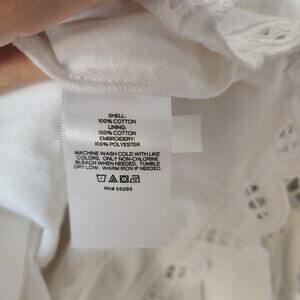 SHELL:
100% COTTON
LINING:
100% COTTON
EMBROIDERY:
100% POLYESTER
MACHINE WASH COLD WITH LIKE
COLORS. ONLY NON-CHLORINE
BLEACH WHEN NEEDED. TUMBLE
DRY LOW. WARM IRON IF NEEDED.
RN# 55285